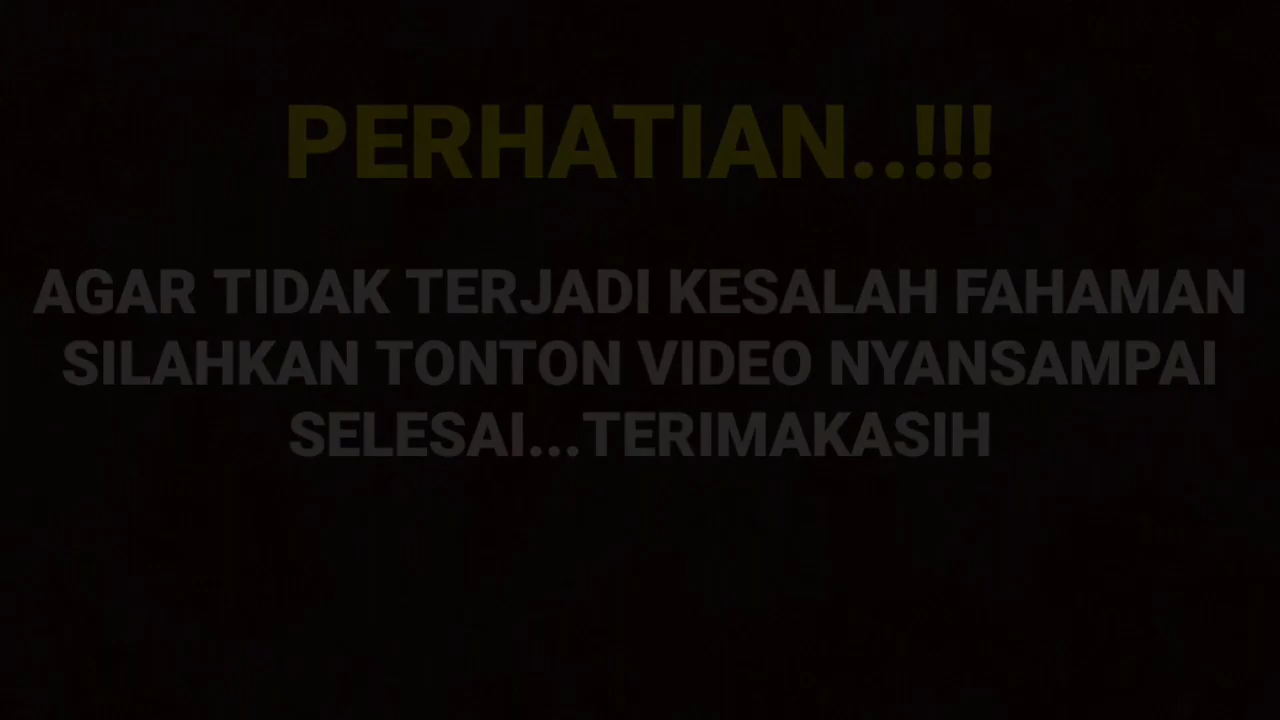 PERHATIAN..!!!
AGAR TIDAK TERJADI KESALAH FAHAMAN
SILAHKAN TONTON VIDEO NYANSAMPAI
SELESAI...TERIMAKASIH